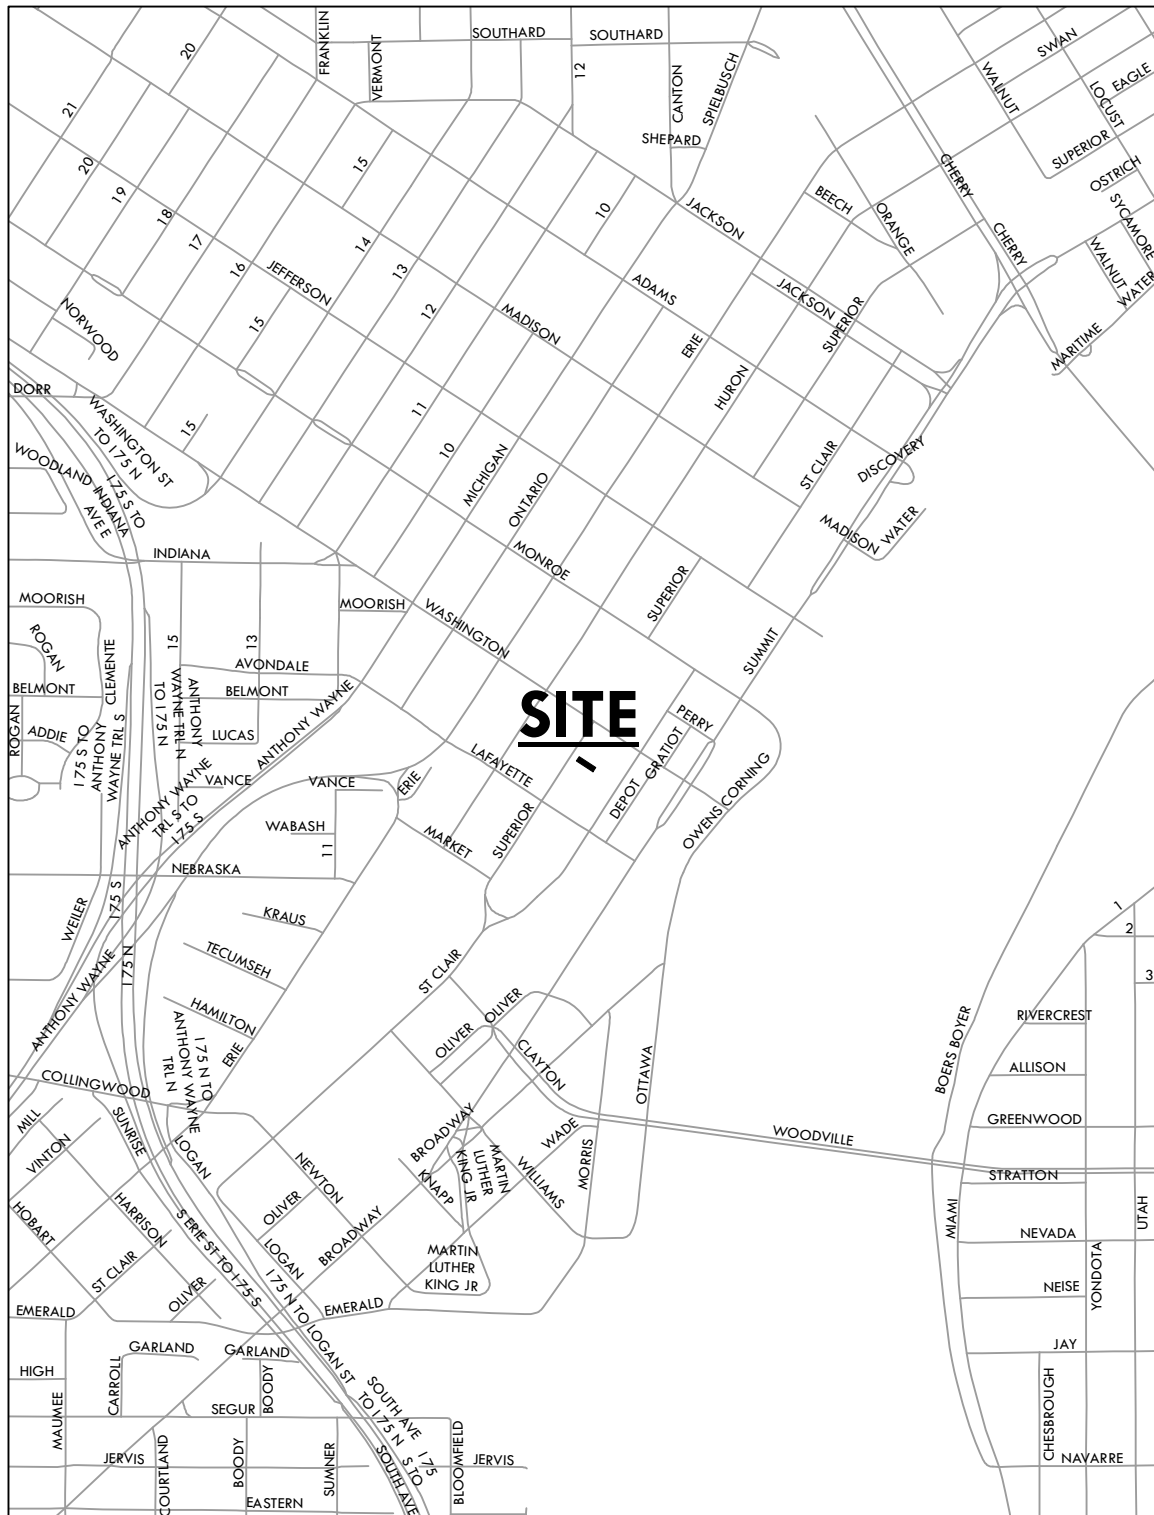 FRANKLIN
VERMONT
SOUTHARD
SOUTHARD
12
CANTON
SPIELBUSCH
SHEPARD
SWAN
WALNUT
EAGLE
LOCUST
SUPERIOR
OSTRICH
SYCAMORE
WALNUT
WATER
MARITIME
CHERRY
CHERRY
ORANGE
BEECH
20
21
20
19
18
17
16
15
15
14
13
12
11
10
10
15
JACKSON
JACKSON
SUPERIOR
ADAMS
ERIE
HURON
JEFFERSON
MADISON
NORWOOD
DORR
WASHINGTON ST
TO I 75 N
WOODLAND
INDIANA
AVE E
I 75 S TO
INDIANA
MICHIGAN
ONTARIO
MONROE
ST CLAIR
DISCOVERY
MADISON
WATER
SUPERIOR
SUMMIT
MOORISH
MOORISH
WASHINGTON
ROGAN
BELMONT
ROGAN
ADDIE
CLEMENTE
I 75 S TO
ANTHONY
WAYNE TRL S
15
13
AVONDALE
BELMONT
LUCAS
VANCE
TO I 75 N
WAYNE TRL N
ANTHONY
ANTHONY WAYNE
ANTHONY WAYNE
TRL S TO
I 75 S
SITE
PERRY
GRATIOT
DEPOT
OWENS CORNING
LAFAYETTE
ERIE
VANCE
WABASH
11
MARKET
SUPERIOR
NEBRASKA
I 75 S
I 75 N
WEILER
KRAUS
TECUMSEH
HAMILTON
ERIE
ANTHONY WAYNE
I 75 N TO
ANTHONY WAYNE
TRL N
ST CLAIR
OLIVER
OLIVER
CLAYTON
OTTAWA
BOERS BOYER
1
2
3
RIVERCREST
ALLISON
GREENWOOD
STRATTON
NEVADA
NEISE
JAY
MIAMI
YONDOTA
UTAH
CHESBROUGH
NAVARRE
WOODVILLE
COLLINGWOOD
MILL
VINTON
SUNRISE
LOGAN
HOBART
HARRISON
ST CLAIR
OLIVER
S ERIE ST TO I 75 S
NEWTON
OLIVER
LOGAN
BROADWAY
BROADWAY
KNAPP
MARTIN
LUTHER
KING JR
WILLIAMS
WADE
MORRIS
MARTIN
LUTHER
KING JR
EMERALD
EMERALD
I 75 N TO LOGAN ST
GARLAND
GARLAND
HIGH
MAUMEE
CARROLL
BOODY
SEGUR
JERVIS
COURTLAND
BOODY
SUMNER
EASTERN
SOUTH AVE
TO I 75 N
I 75
S TO
SOUTH AVE
BLOOMFIELD
JERVIS